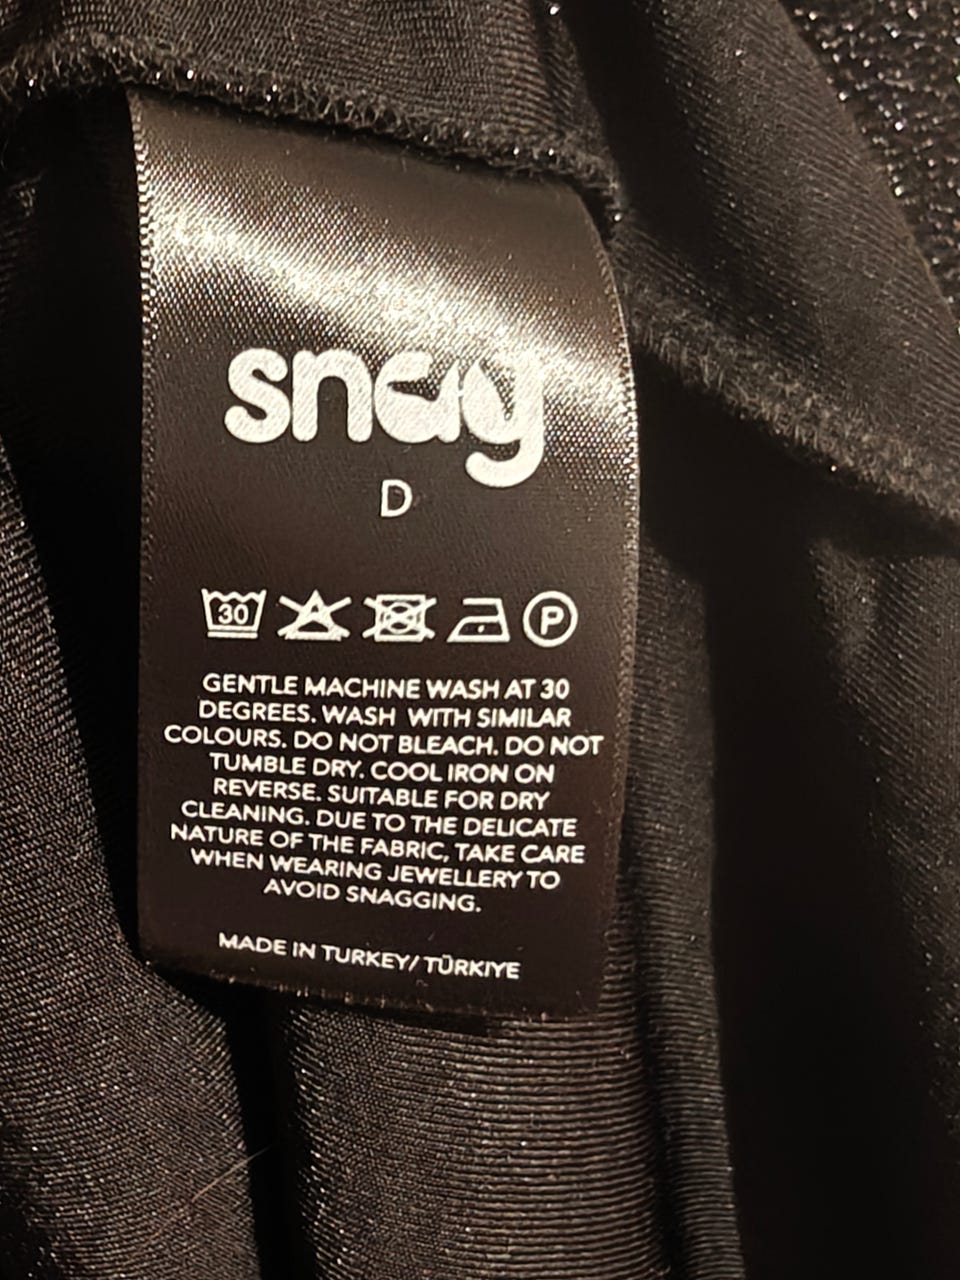 snag
D
30 P
GENTLE MACHINE WASH AT 30
DEGREES. WASH WITH SIMILAR
COLOURS. DO NOT BLEACH. DO NOT
TUMBLE DRY. COOL IRON ON
REVERSE. SUITABLE FOR DRY
CLEANING. DUE TO THE DELICATE
NATURE OF THE FABRIC, TAKE CARE
WHEN WEARING JEWELLERY TO
AVOID SNAGGING.
MADE IN TURKEY/TÜRKIYE